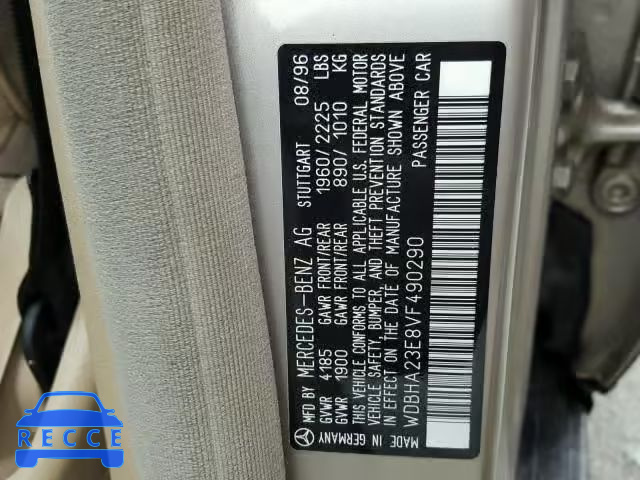 MFD BY MERCEDES-BENZ AG STUTTGART 08/96
GVWR 4185 GAWR FRONT/REAR 1960/2225 LBS
GVWR 1900 GAWR FRONT/REAR 890/1010 KG
THIS VEHICLE CONFORMS TO ALL APPLICABLE U.S. FEDERAL MOTOR
VEHICLE SAFETY, BUMPER, AND THEFT PREVENTION STANDARDS
IN EFFECT ON THE DATE OF MANUFACTURE SHOWN ABOVE
WDBHA23E8VF490290 PASSENGER CAR
MADE IN GERMANY
RECCE